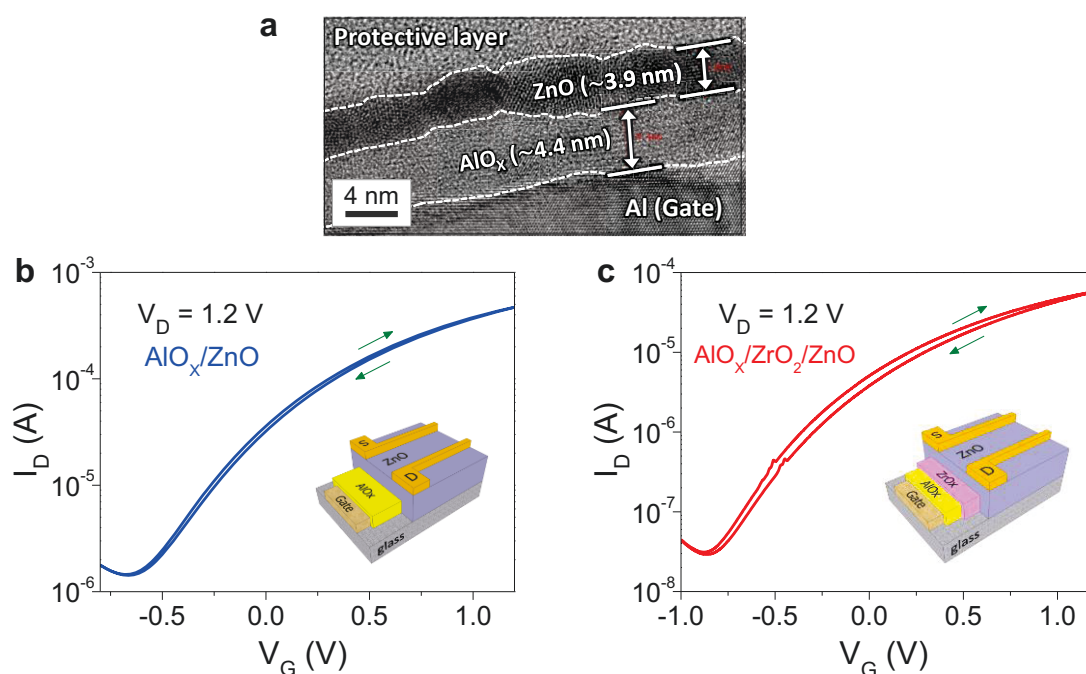 a
Protective layer
ZnO (~3.9 nm)
AlOX (~4.4 nm)
4 nm
Al (Gate)
b
10-3
10-4
10-5
10-6
ID (A)
VD = 1.2 V
AlOX/ZnO
S
D
ZnO
AlOx
Gate
glass
-0.5
0.0
0.5
1.0
VG (V)
c
10-4
10-5
10-6
10-7
10-8
ID (A)
VD = 1.2 V
AlOX/ZrO2/ZnO
S
D
ZnO
ZrOx
AlOx
Gate
glass
-1.0
-0.5
0.0
0.5
1.0
VG (V)